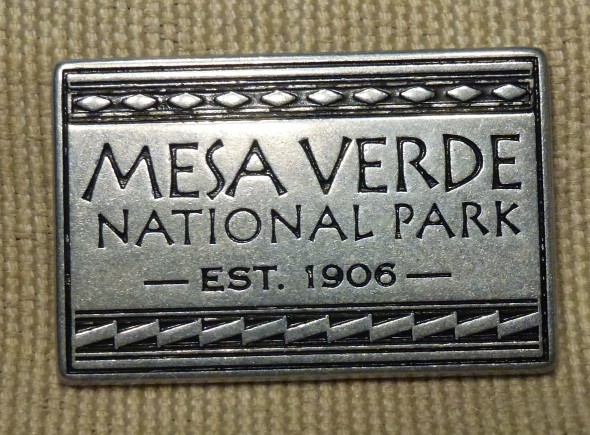 MESA VERDE
NATIONAL PARK
— EST. 1906 —